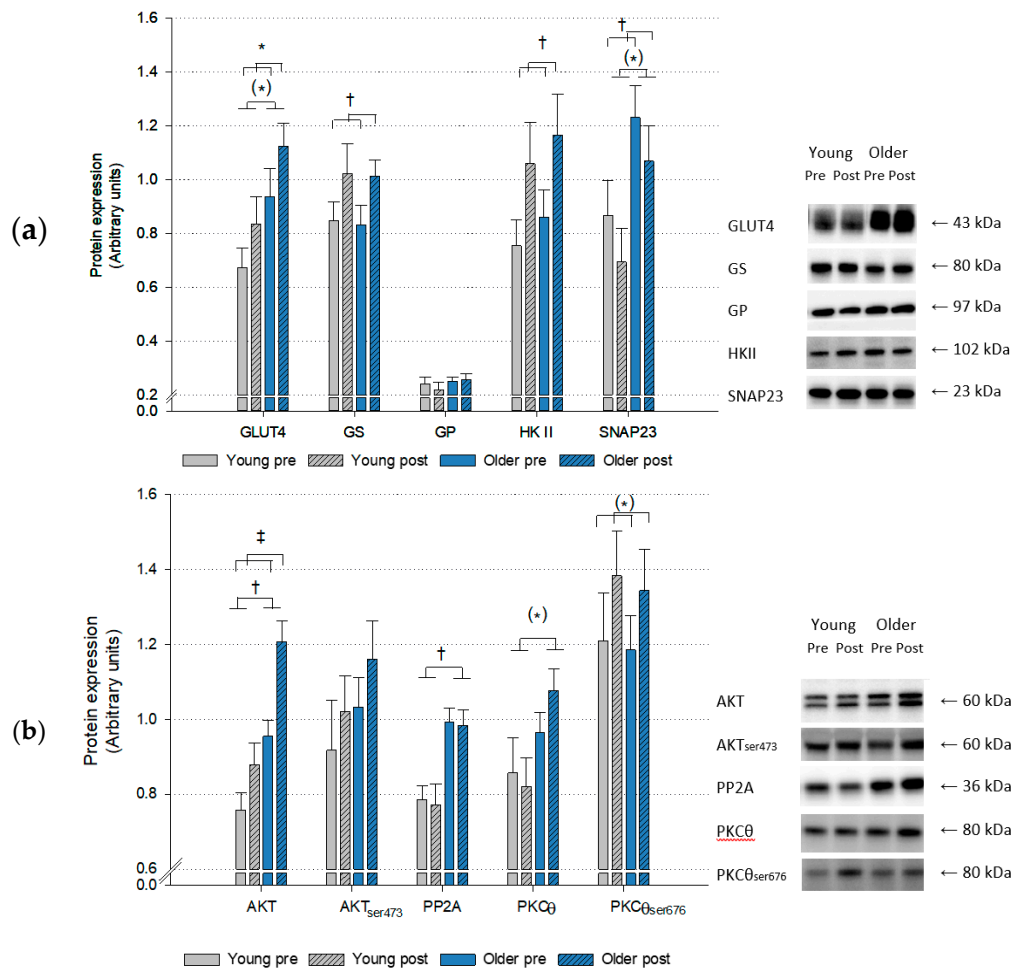 (a)
Protein expression
(Arbitrary units)
1.6
1.4
1.2
1.0
0.8
0.6
0.4
0.2
0.0
*
(*)
†
†
†
(*)
GLUT4 GS GP HK II SNAP23
Young pre Young post Older pre Older post
Young Older
Pre Post Pre Post
GLUT4 ← 43 kDa
GS ← 80 kDa
GP ← 97 kDa
HKII ← 102 kDa
SNAP23 ← 23 kDa
(b)
Protein expression
(Arbitrary units)
1.6
1.4
1.2
1.0
0.8
0.6
0.0
‡
†
†
(*)
(*)
AKT AKTser473 PP2A PKCθ PKCθser676
Young pre Young post Older pre Older post
Young Older
Pre Post Pre Post
AKT ← 60 kDa
AKTser473 ← 60 kDa
PP2A ← 36 kDa
PKCθ ← 80 kDa
PKCθser676 ← 80 kDa